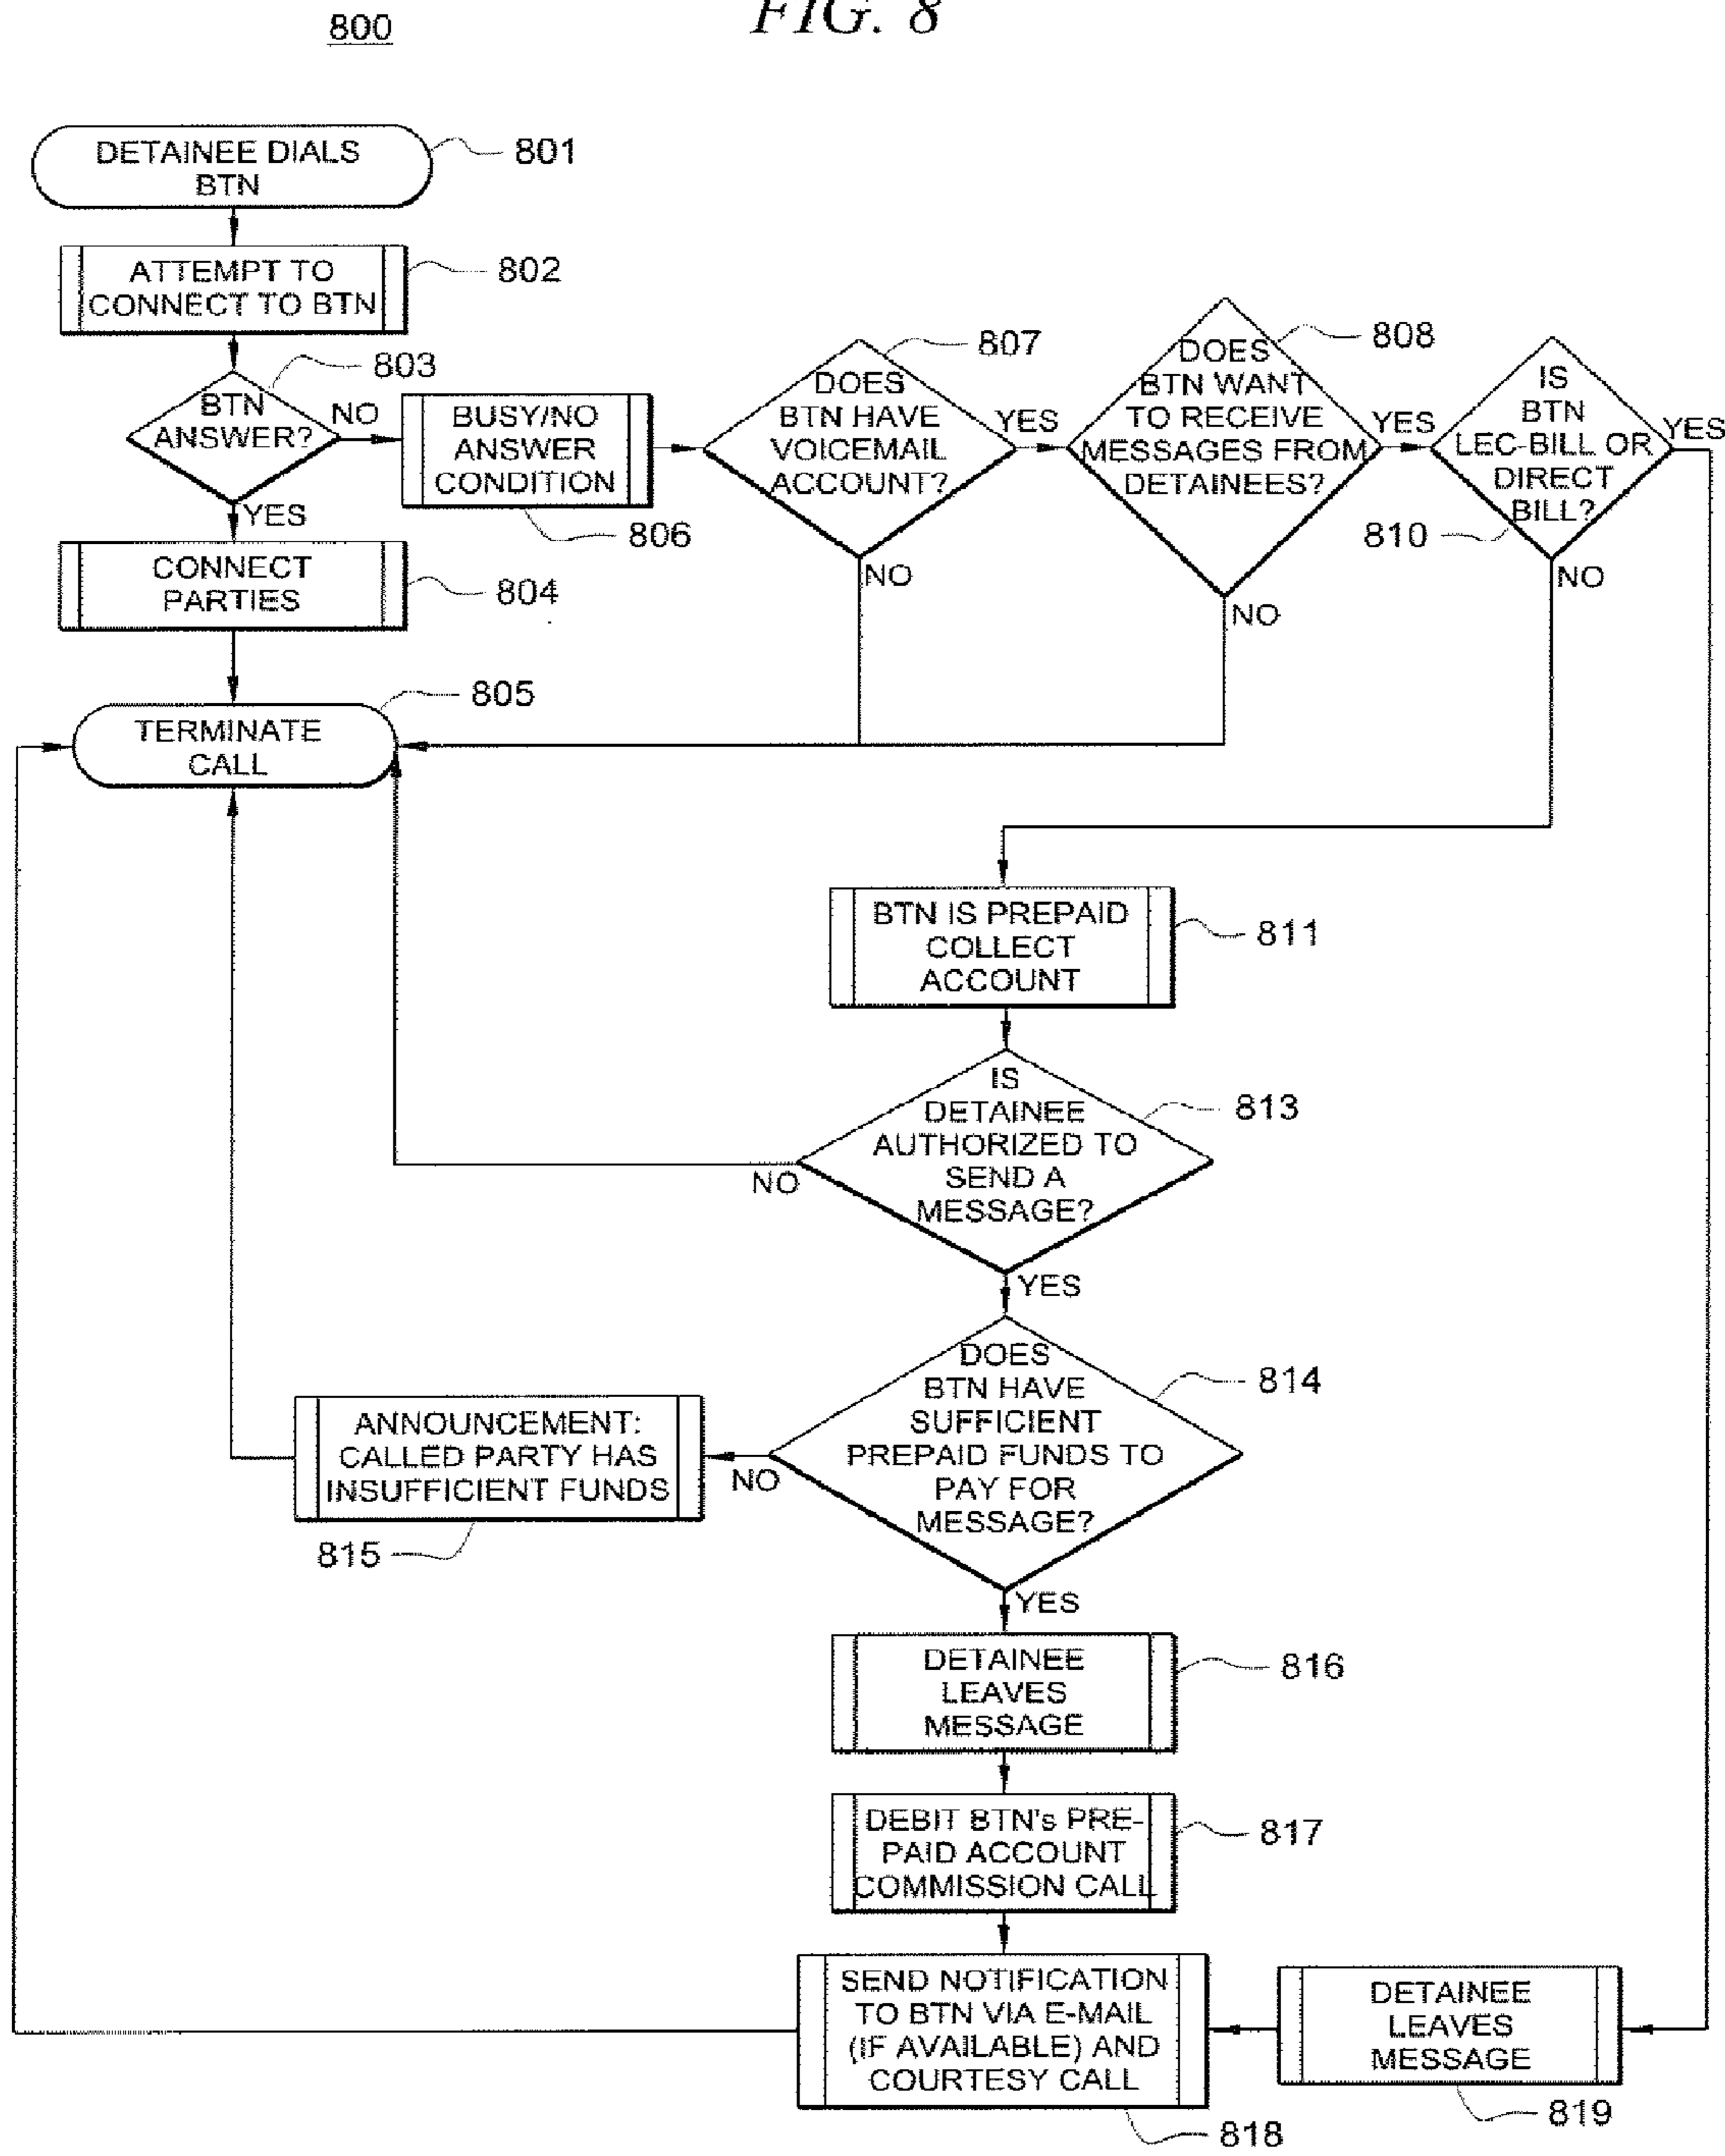 800
FIG. 8
DETAINEE DIALS
BTN
801
ATTEMPT TO
CONNECT TO BTN
802
803
BTN
ANSWER?
NO
YES
BUSY/NO
ANSWER
CONDITION
806
807
DOES
BTN HAVE
VOICEMAIL
ACCOUNT?
YES
NO
808
DOES
BTN WANT
TO RECEIVE
MESSAGES FROM
DETAINEES?
YES
NO
IS
BTN
LEC-BILL OR
DIRECT
BILL?
810
YES
NO
CONNECT
PARTIES
804
805
TERMINATE
CALL
BTN IS PREPAID
COLLECT
ACCOUNT
811
IS
DETAINEE
AUTHORIZED TO
SEND A
MESSAGE?
813
NO
YES
DOES
BTN HAVE
SUFFICIENT
PREPAID FUNDS TO
PAY FOR
MESSAGE?
814
NO
YES
ANNOUNCEMENT:
CALLED PARTY HAS
INSUFFICIENT FUNDS
815
DETAINEE
LEAVES
MESSAGE
816
DEBIT BTN's PRE-
PAID ACCOUNT
COMMISSION CALL
817
SEND NOTIFICATION
TO BTN VIA E-MAIL
(IF AVAILABLE) AND
COURTESY CALL
818
DETAINEE
LEAVES
MESSAGE
819